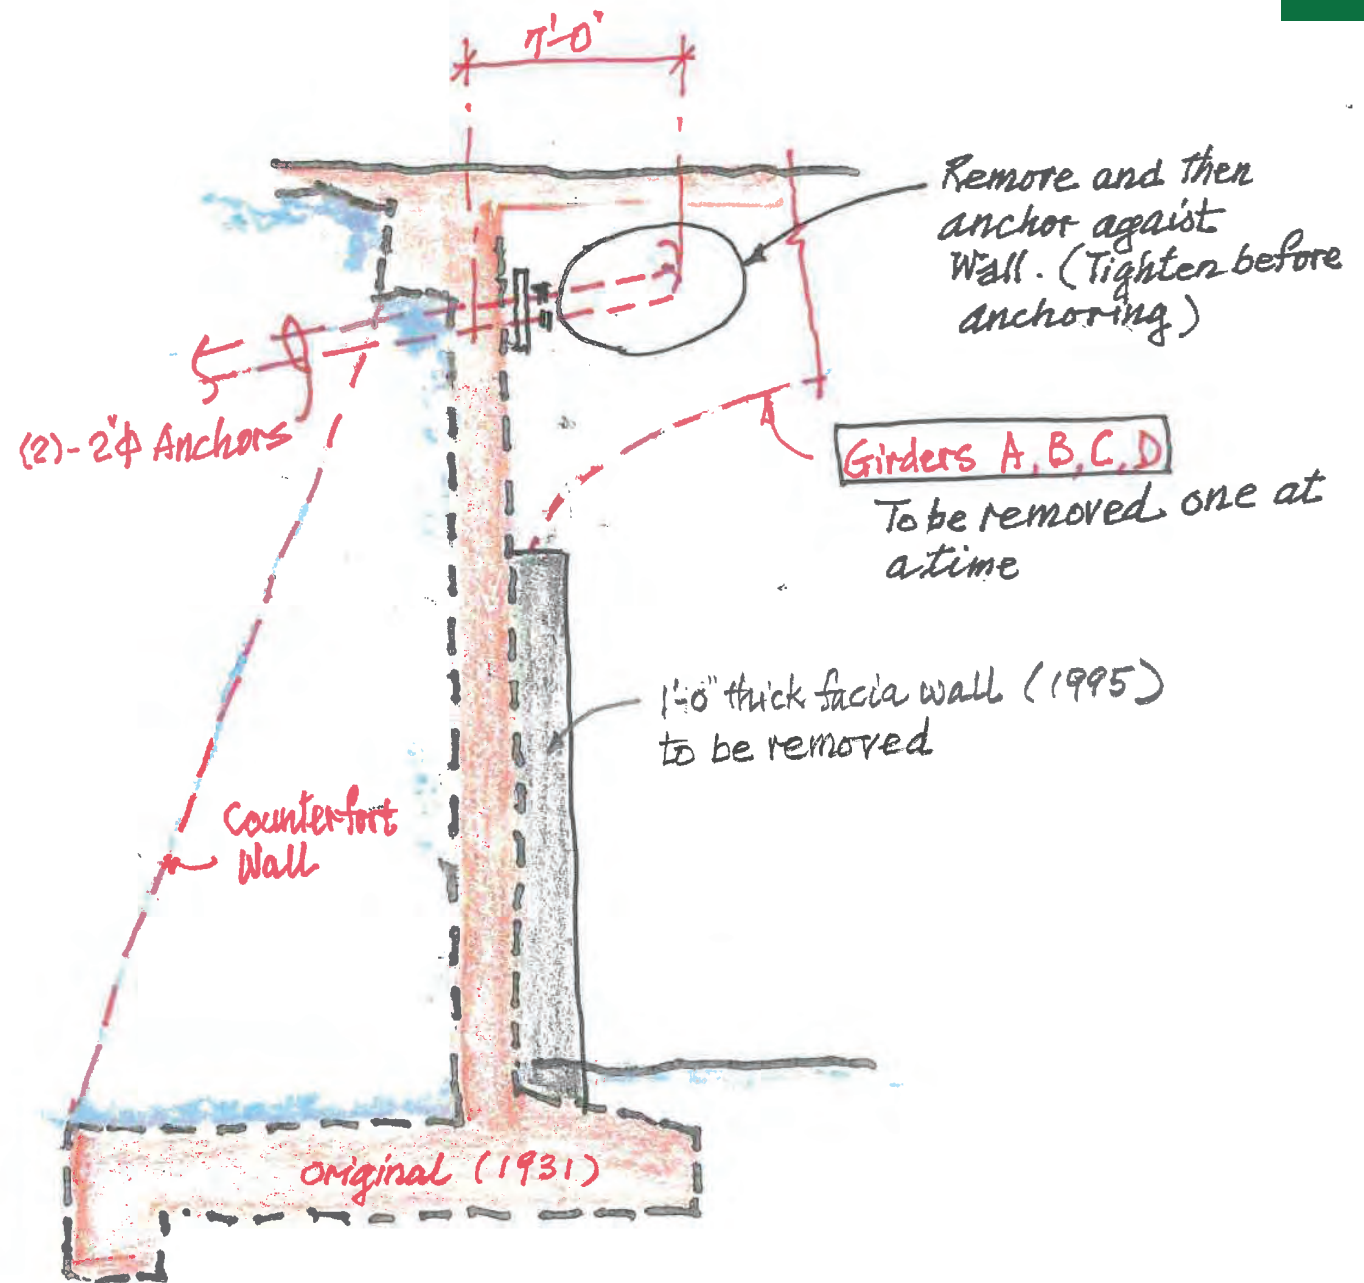 7'-0"
Remore and then
anchor agaist
Wall. (Tighten before
anchoring)
(2)-2"φ Anchors
Girders A, B, C, D
To be removed one at
a time
1'-0" thick facia wall (1995)
to be removed
Counterfort
Wall
original (1931)